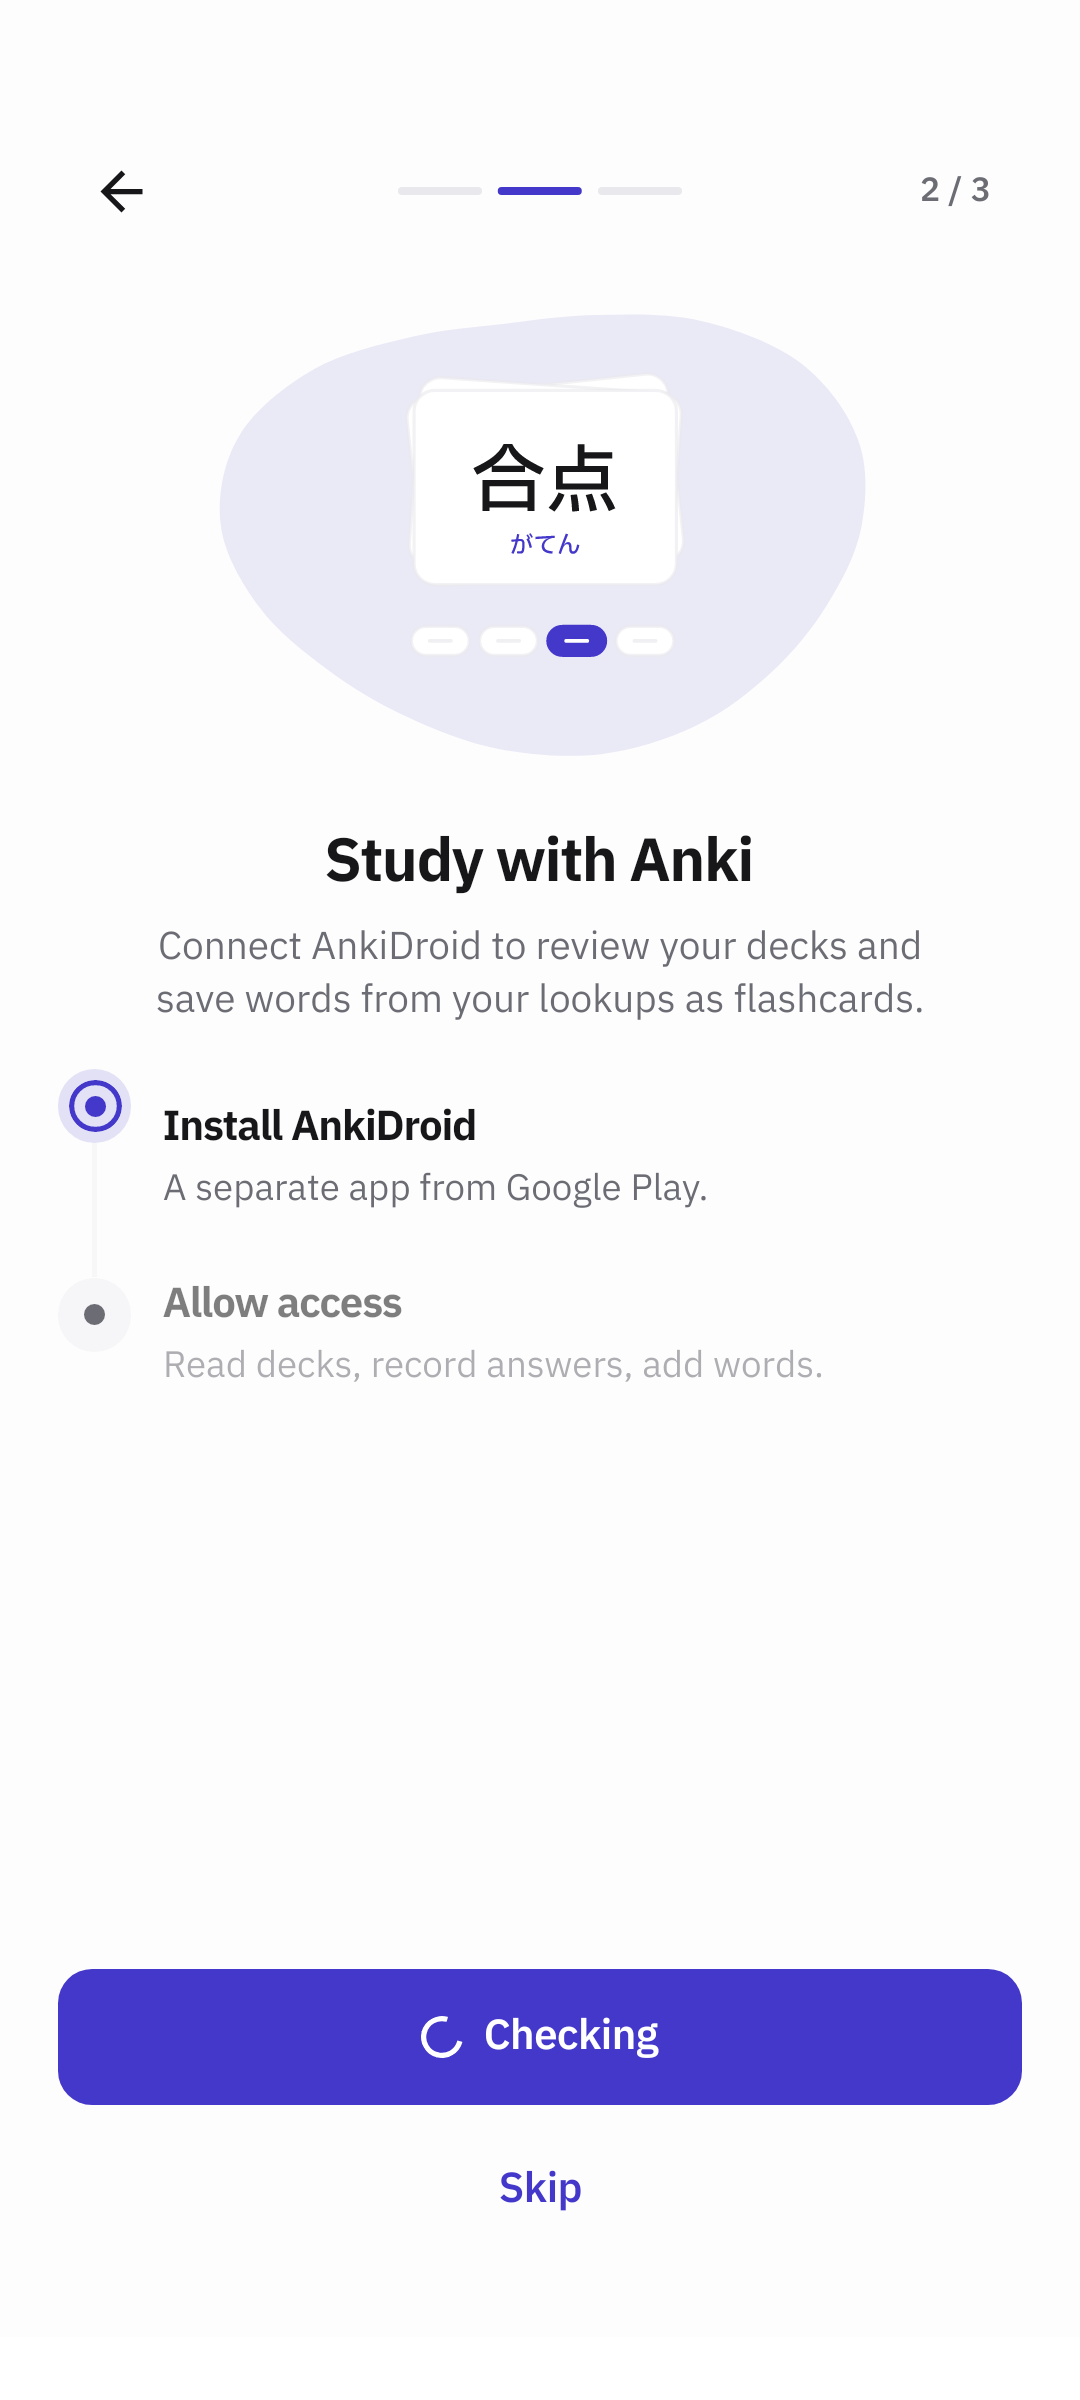 2 / 3
合点
がてん
Study with Anki
Connect AnkiDroid to review your decks and
save words from your lookups as flashcards.
Install AnkiDroid
A separate app from Google Play.
Allow access
Read decks, record answers, add words.
Checking
Skip